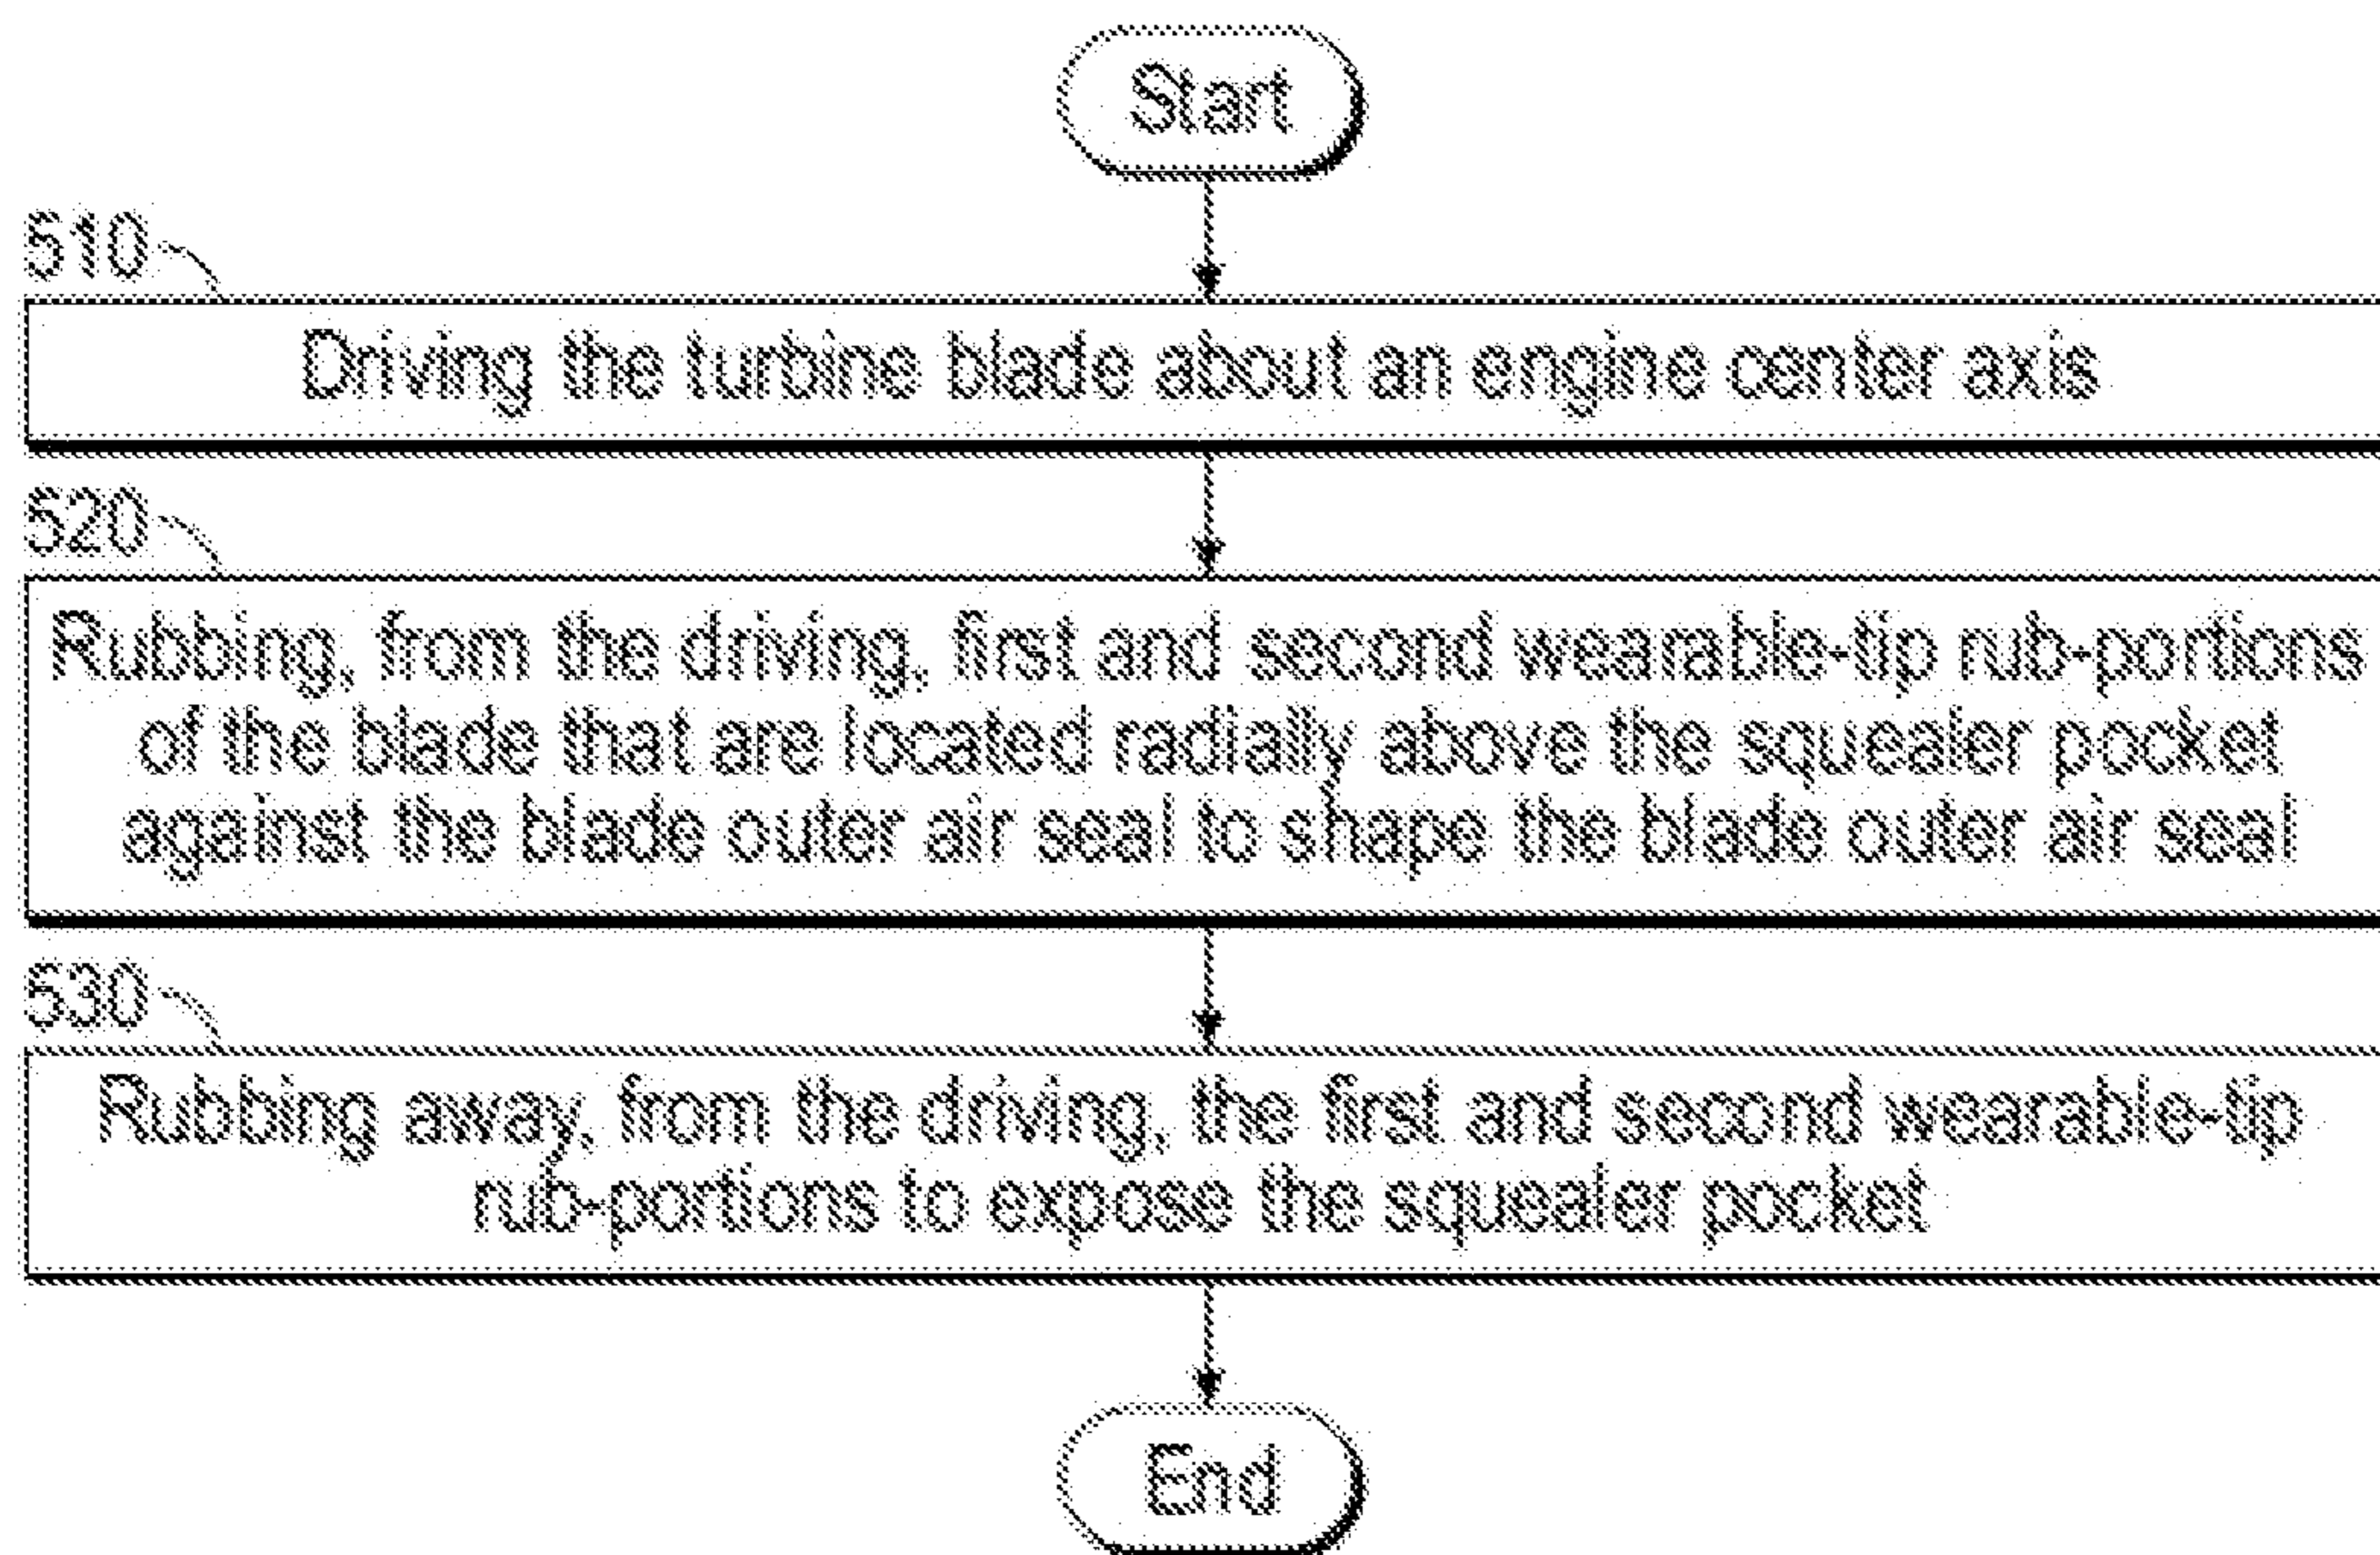 Start
510
Driving the turbine blade about an engine center axis
520
Rubbing, from the driving, first and second wearable-tip rub-portions
of the blade that are located radially above the squealer pocket
against the blade outer air seal to shape the blade outer air seal
530
Rubbing away, from the driving, the first and second wearable-tip
rub-portions to expose the squealer pocket
End